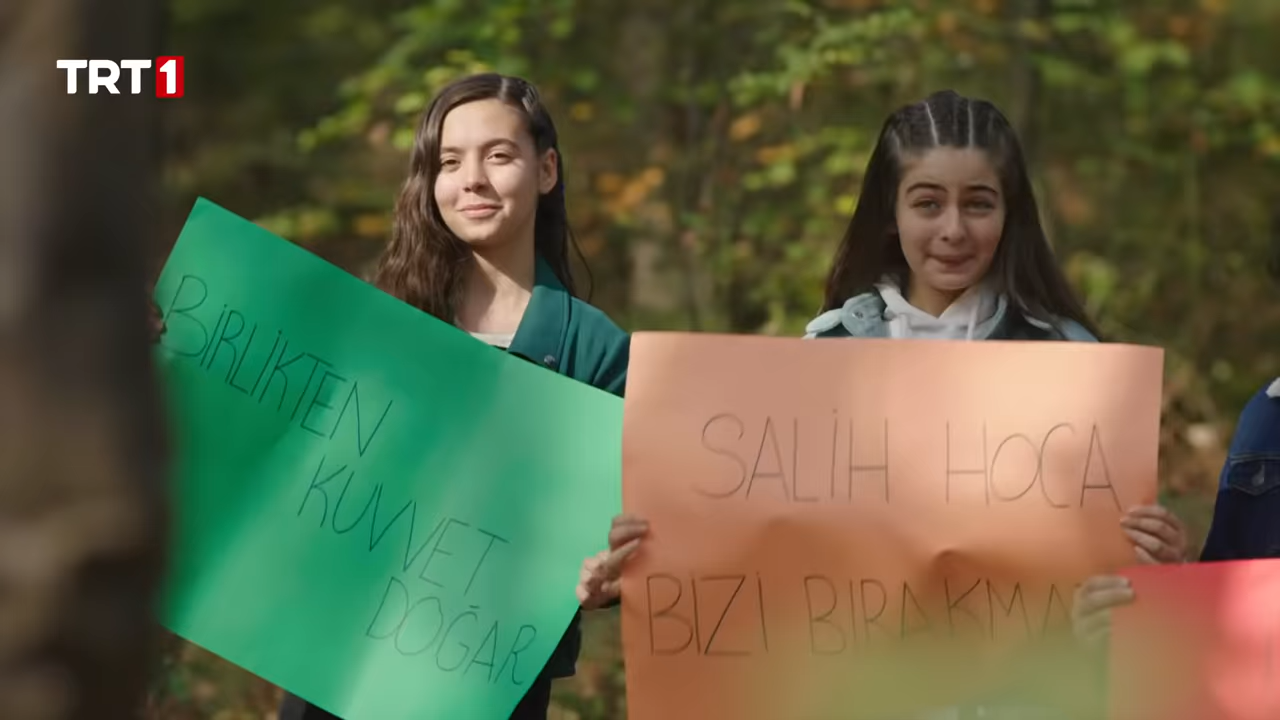 TRT1
BİRLİKTEN
KUVVET
DOĞAR
SALİH HOCA
BIZI BIRAKMA